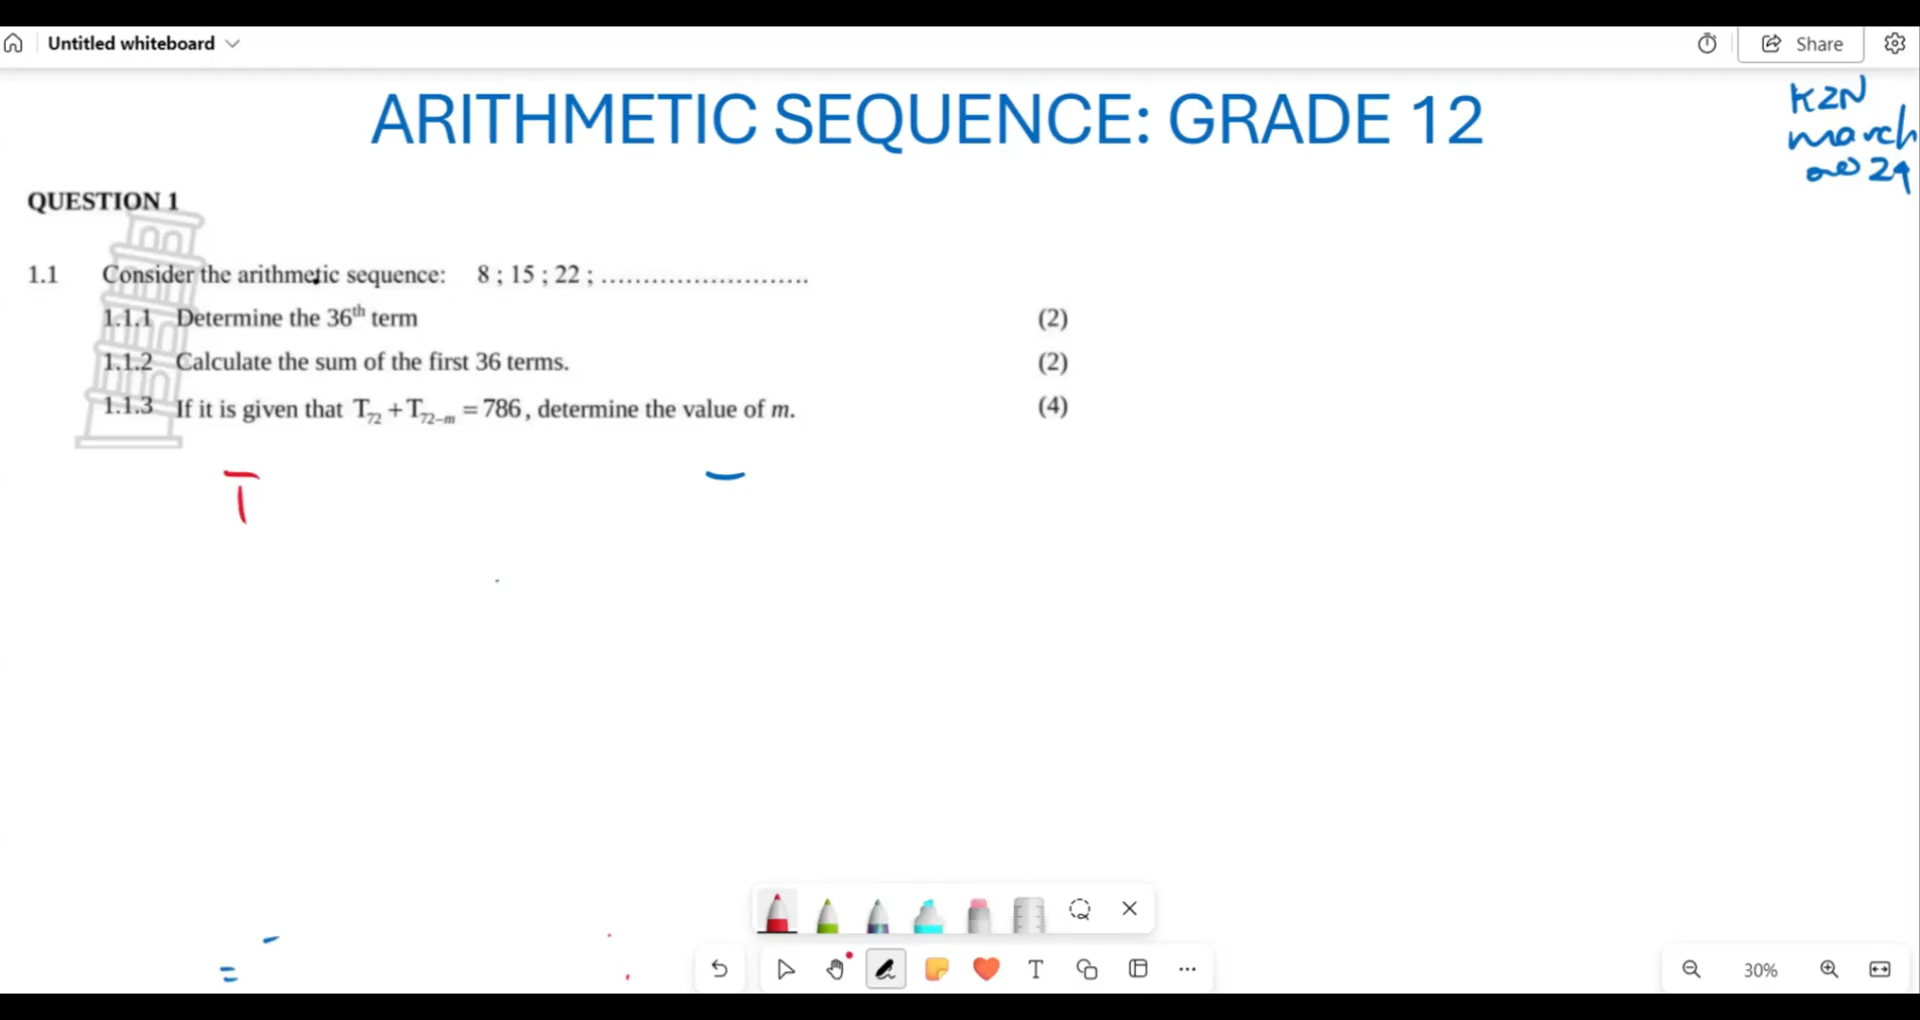 Untitled whiteboard
Share
ARITHMETIC SEQUENCE: GRADE 12
KZN
march
2024
QUESTION 1
1.1 Consider the arithmetic sequence: 8 ; 15 ; 22 ; ………………………
1.1.1 Determine the 36th term (2)
1.1.2 Calculate the sum of the first 36 terms. (2)
1.1.3 If it is given that T72 + T72–m = 786, determine the value of m. (4)
T
=
30%